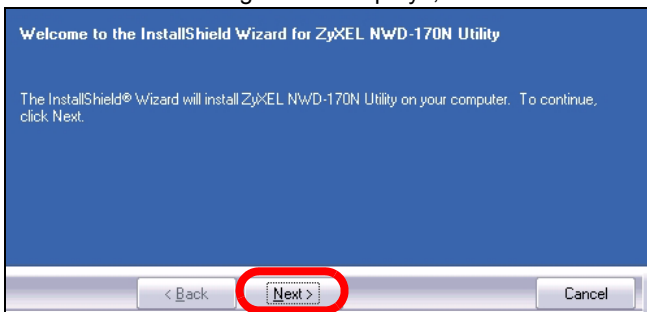 Welcome to the InstallShield Wizard for ZyXEL NWD-170N Utility
The InstallShield® Wizard will install ZyXEL NWD-170N Utility on your computer. To continue,
click Next.
< Back Next > Cancel